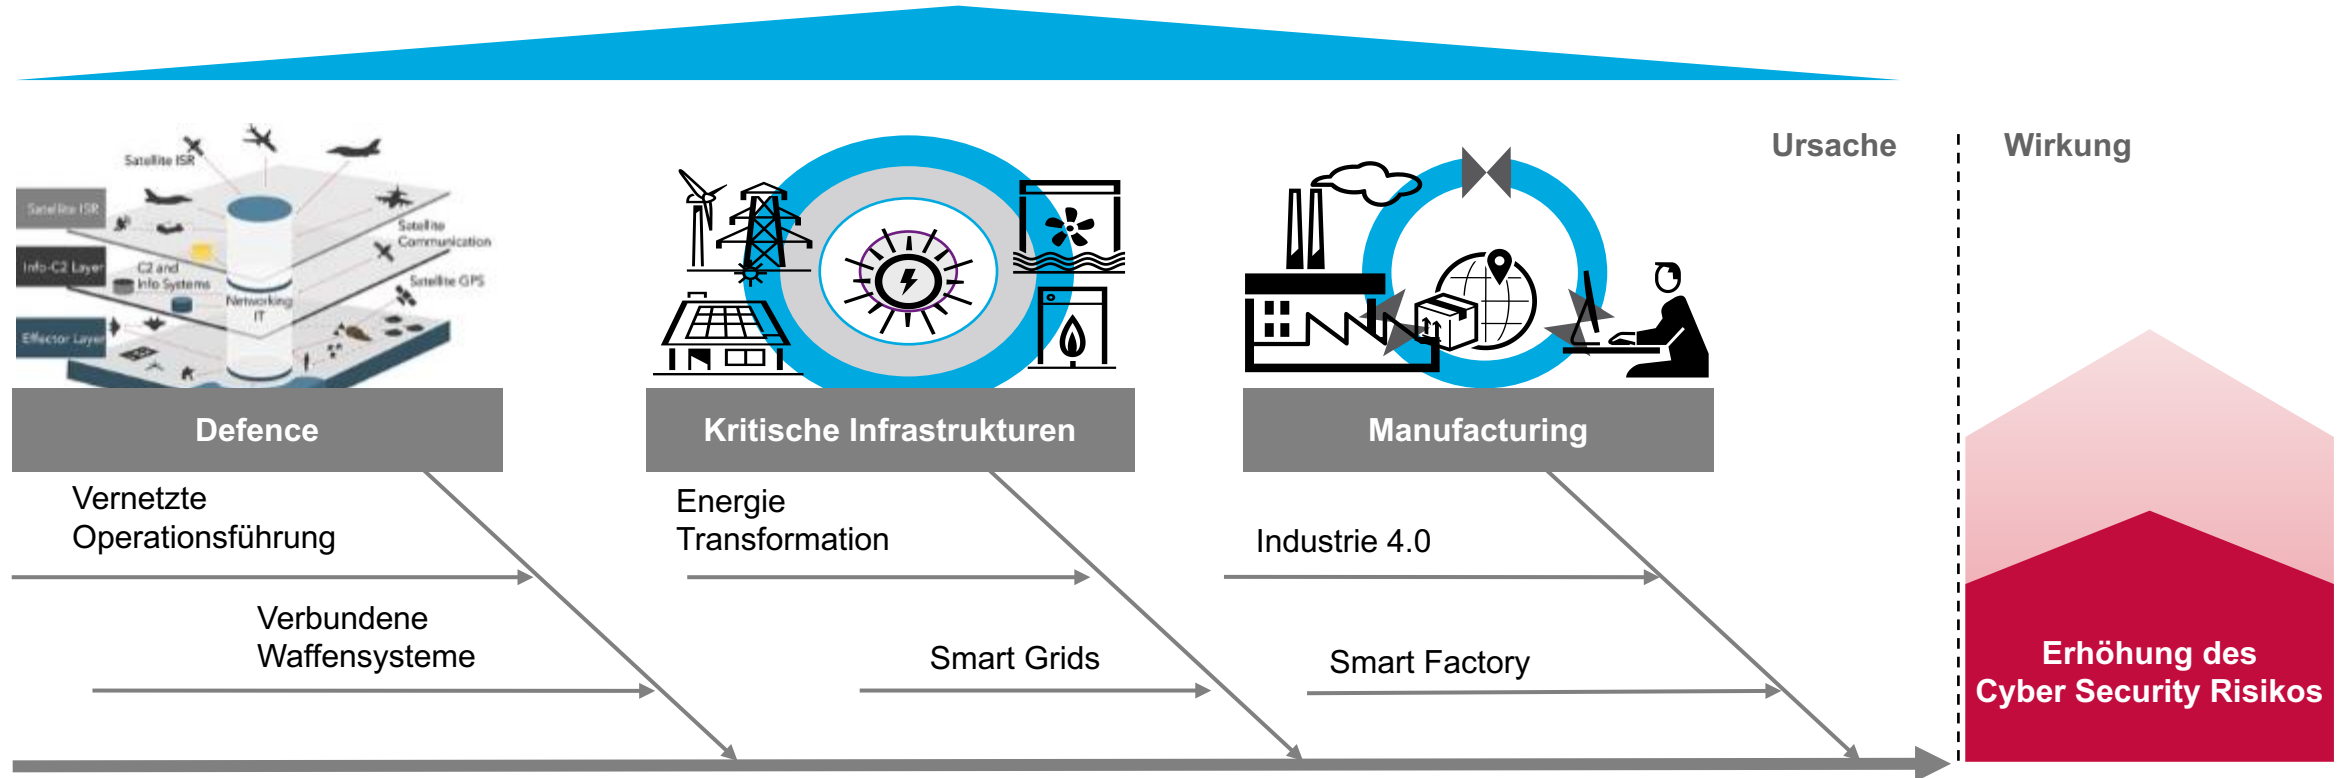 Ursache
Wirkung
Satellite ISR
Satellite ISR
Satellite
Communication
Info-C2 Layer
C2 and
Info Systems
Satellite GPS
Networking
IT
Effector Layer
Defence
Kritische Infrastrukturen
Manufacturing
Vernetzte
Operationsführung
Energie
Transformation
Industrie 4.0
Verbundene
Waffensysteme
Smart Grids
Smart Factory
Erhöhung des
Cyber Security Risikos